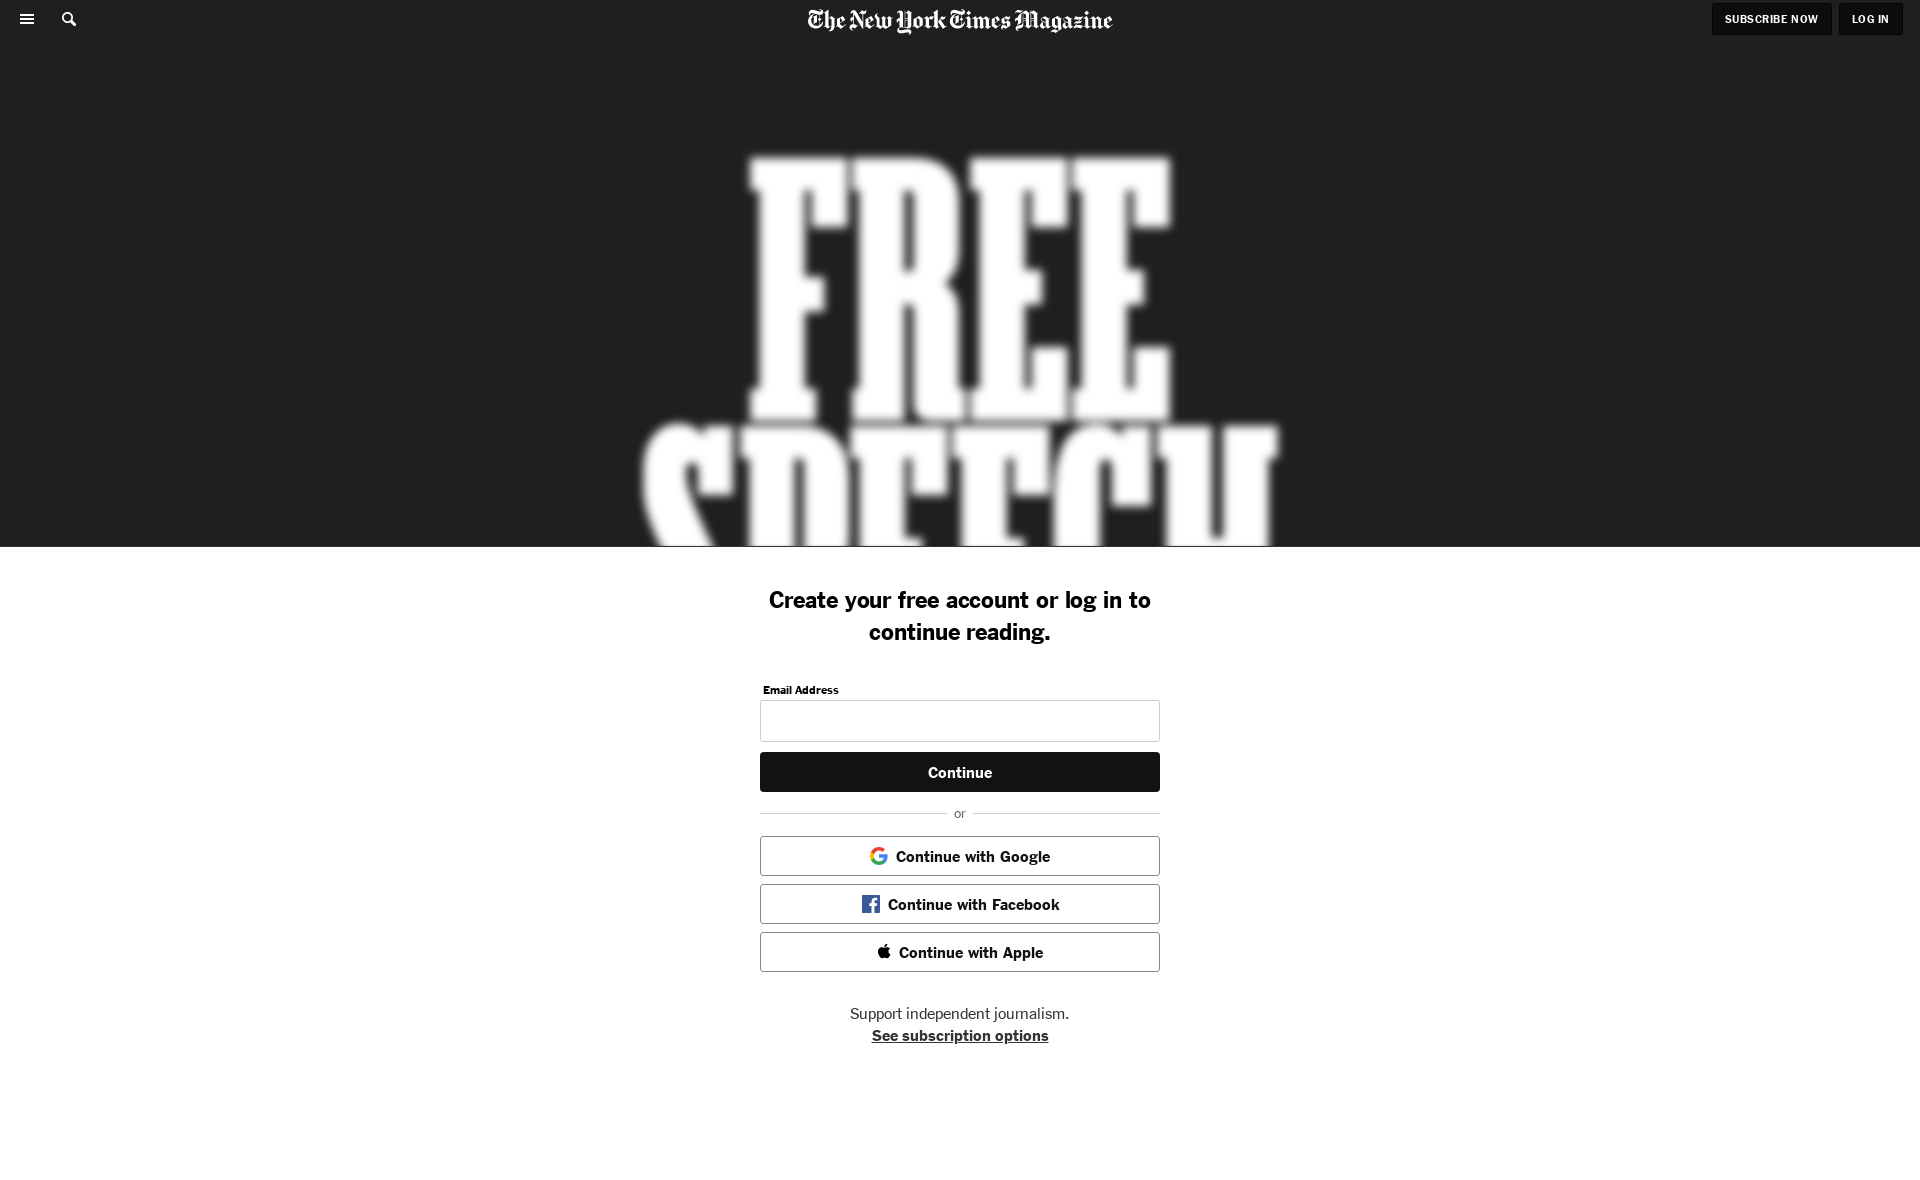 The New York Times Magazine
SUBSCRIBE NOW
LOG IN
FREE
SPEECH
Create your free account or log in to
continue reading.
Email Address
Continue
or
Continue with Google
Continue with Facebook
Continue with Apple
Support independent journalism.
See subscription options